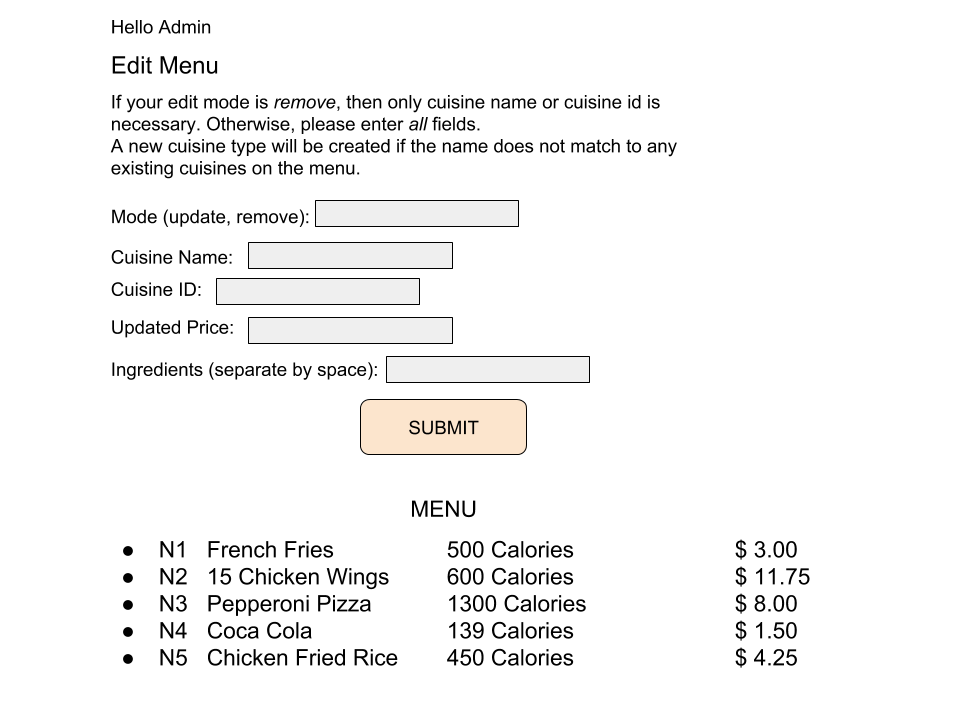 Hello Admin
Edit Menu
If your edit mode is remove, then only cuisine name or cuisine id is
necessary. Otherwise, please enter all fields.
A new cuisine type will be created if the name does not match to any
existing cuisines on the menu.
Mode (update, remove):
Cuisine Name:
Cuisine ID:
Updated Price:
Ingredients (separate by space):
SUBMIT
MENU
● N1 French Fries 500 Calories $ 3.00
● N2 15 Chicken Wings 600 Calories $ 11.75
● N3 Pepperoni Pizza 1300 Calories $ 8.00
● N4 Coca Cola 139 Calories $ 1.50
● N5 Chicken Fried Rice 450 Calories $ 4.25